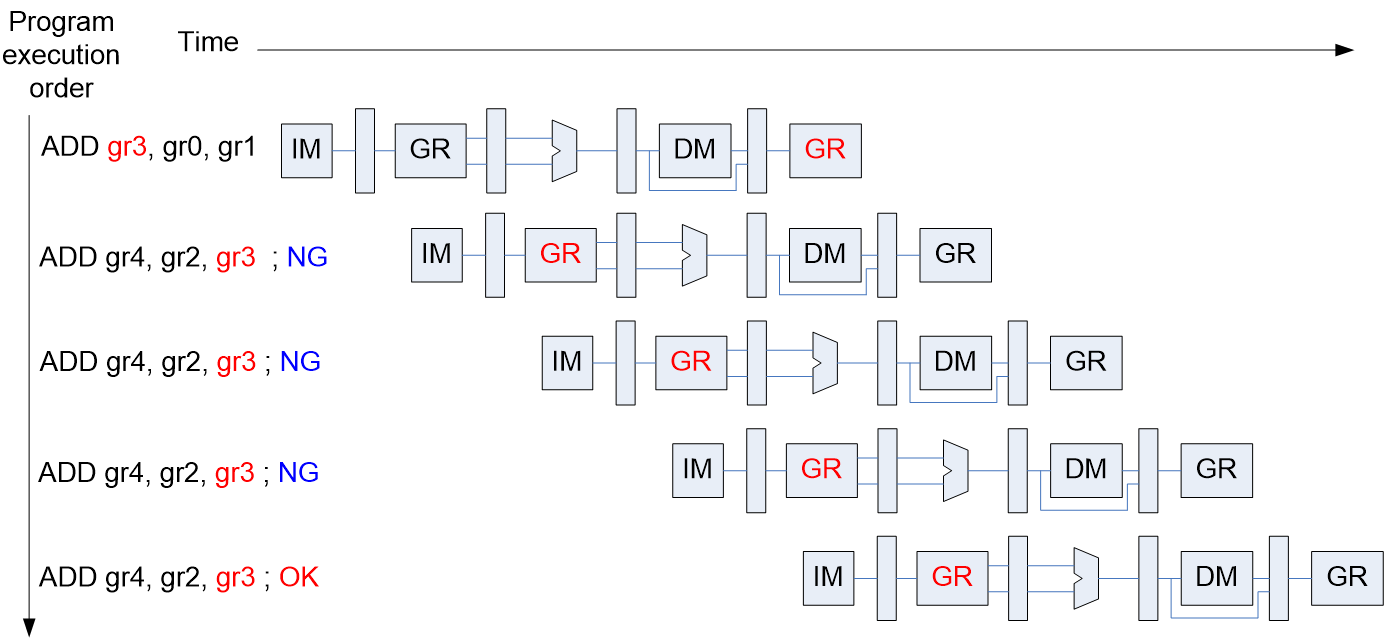 Program
execution
order
Time
ADD gr3, gr0, gr1
IM
GR
DM
GR
ADD gr4, gr2, gr3 ; NG
IM
GR
DM
GR
ADD gr4, gr2, gr3 ; NG
IM
GR
DM
GR
ADD gr4, gr2, gr3 ; NG
IM
GR
DM
GR
ADD gr4, gr2, gr3 ; OK
IM
GR
DM
GR